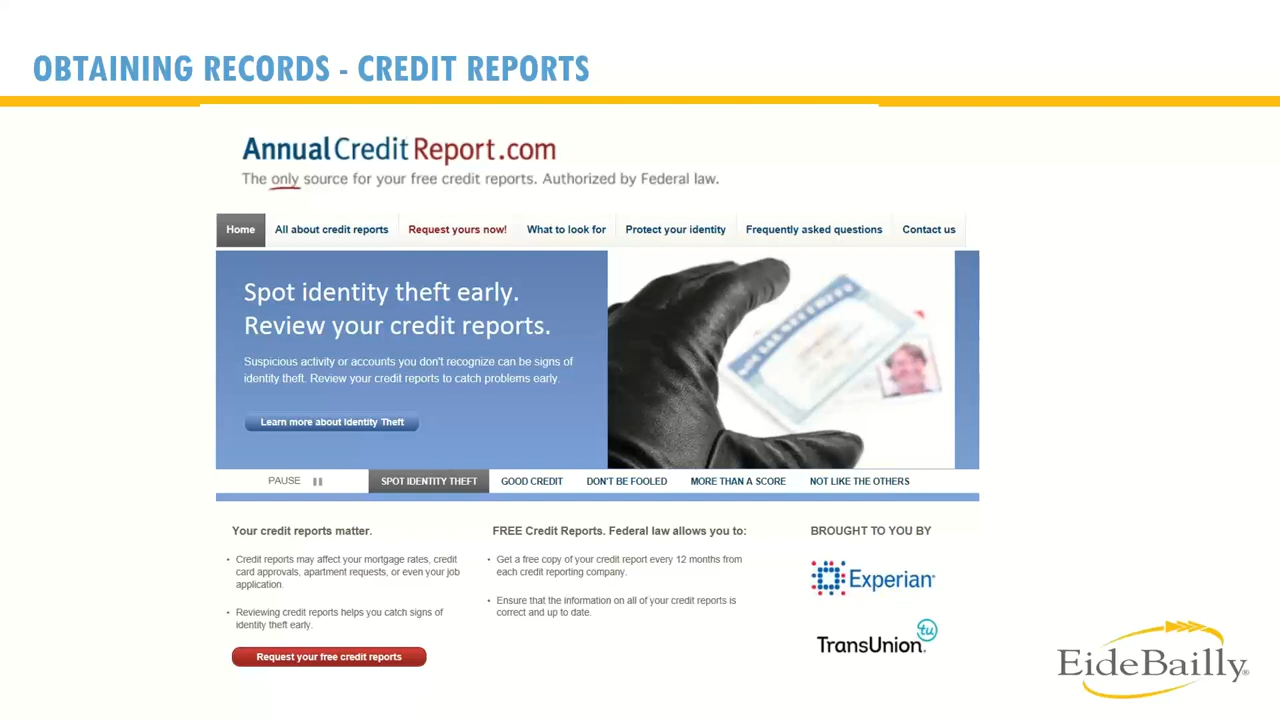 OBTAINING RECORDS - CREDIT REPORTS
AnnualCreditReport.com
The only source for your free credit reports. Authorized by Federal law.
Home All about credit reports Request yours now! What to look for Protect your identity Frequently asked questions Contact us
Spot identity theft early.
Review your credit reports.
Suspicious activity or accounts you don't recognize can be signs of
identity theft. Review your credit reports to catch problems early.
Learn more about Identity Theft
SOCIAL SECURITY
PAUSE SPOT IDENTITY THEFT GOOD CREDIT DON'T BE FOOLED MORE THAN A SCORE NOT LIKE THE OTHERS
Your credit reports matter.
• Credit reports may affect your mortgage rates, credit
card approvals, apartment requests, or even your job
application.
• Reviewing credit reports helps you catch signs of
identity theft early.
Request your free credit reports
FREE Credit Reports. Federal law allows you to:
• Get a free copy of your credit report every 12 months from
each credit reporting company.
• Ensure that the information on all of your credit reports is
correct and up to date.
BROUGHT TO YOU BY
Experian
TransUnion tu
EideBailly®